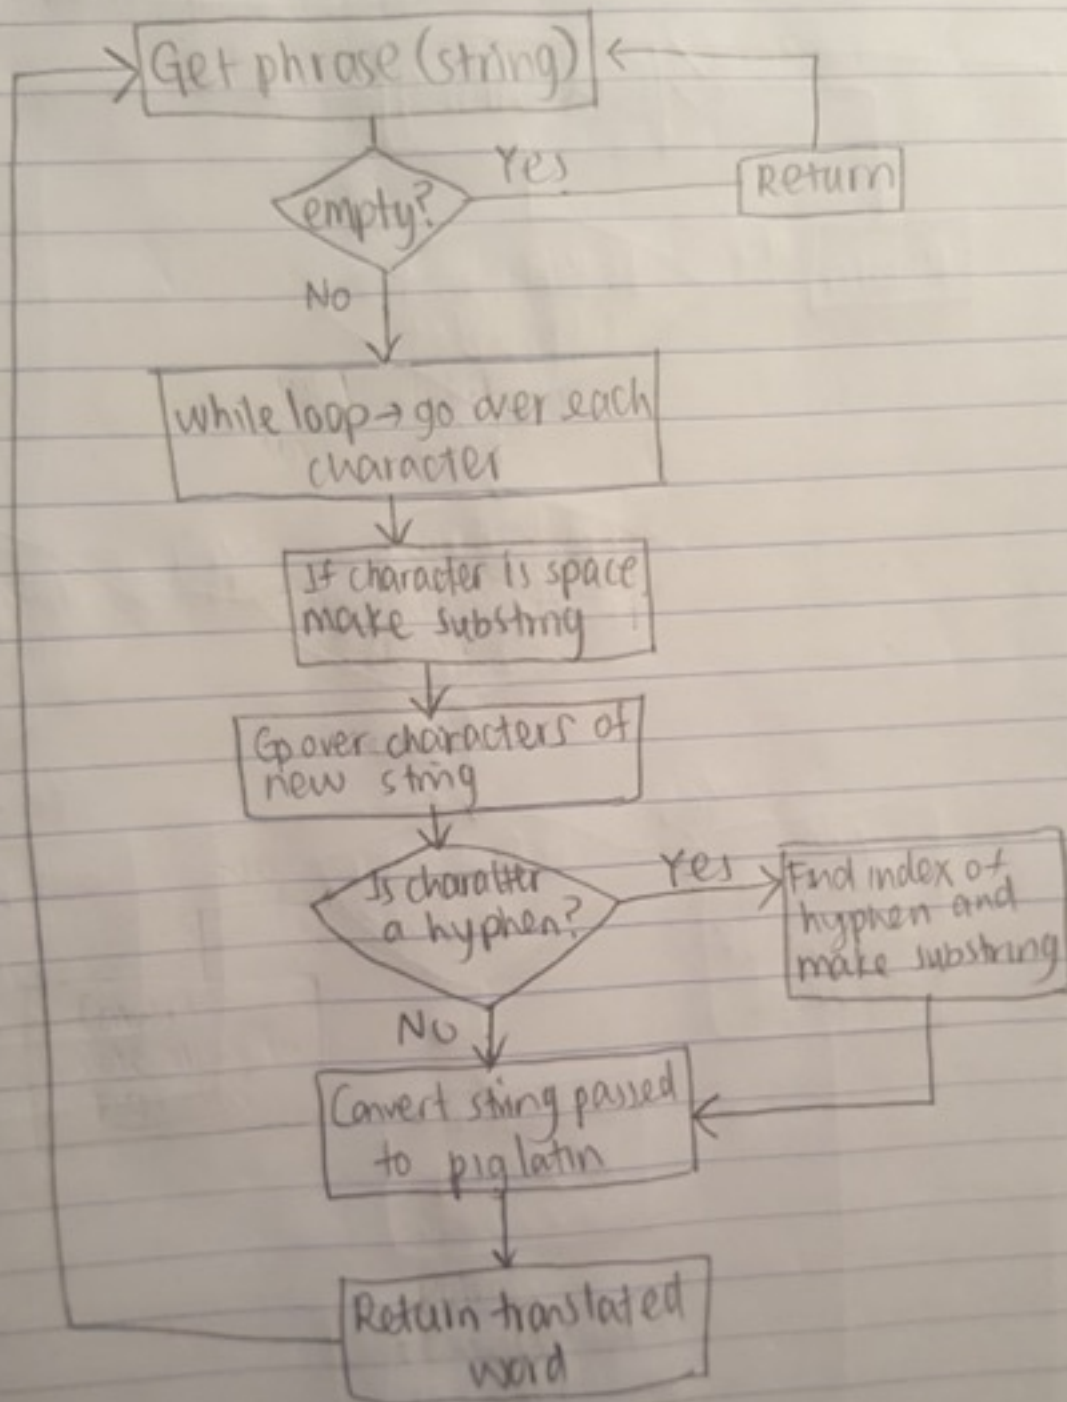 Get phrase (string)
empty?
Yes
Return
No
while loop → go over each
character
If character is space
make substring
Go over characters of
new string
Is character
a hyphen?
Yes
Find index of
hyphen and
make substring
No
Convert string passed
to pig latin
Return translated
word